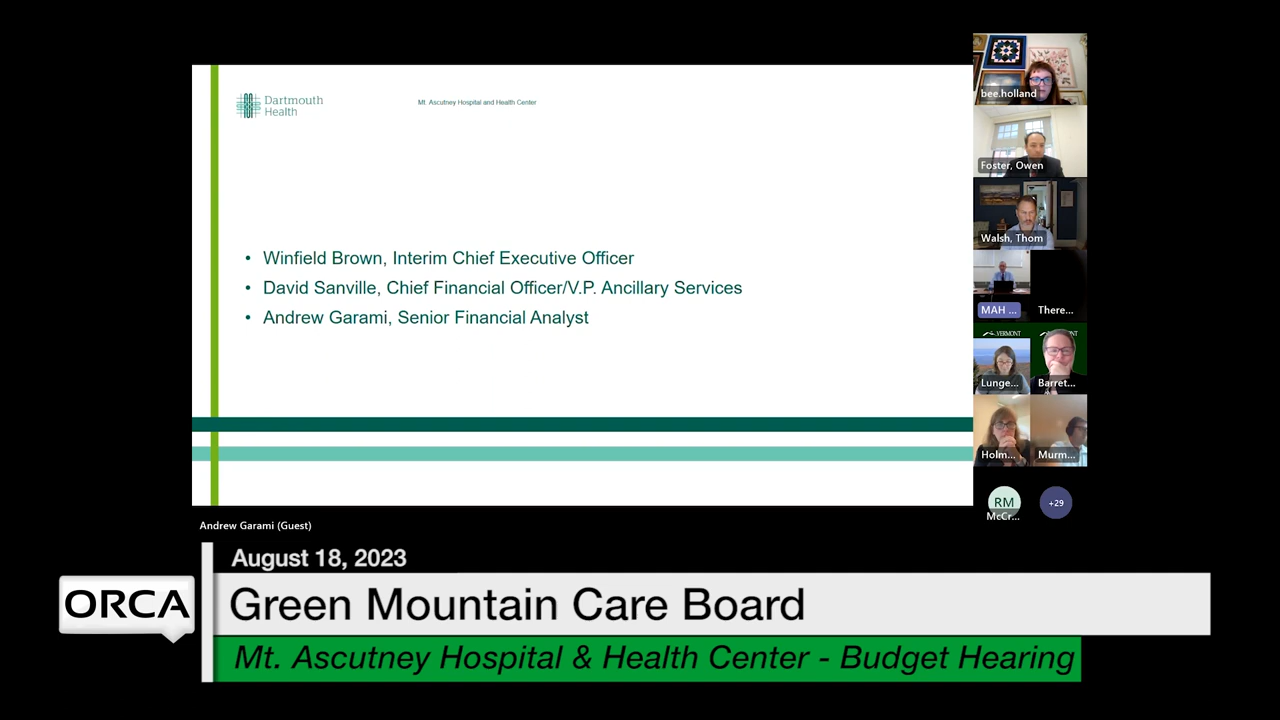 Dartmouth
Health
Mt. Ascutney Hospital and Health Center
• Winfield Brown, Interim Chief Executive Officer
• David Sanville, Chief Financial Officer/V.P. Ancillary Services
• Andrew Garami, Senior Financial Analyst
bee.holland
Foster, Owen
Walsh, Thom
MAH ...
There...
VERMONT
VERMONT
Lunge...
Barret...
Holm...
Murm...
RM
McCr...
+29
Andrew Garami (Guest)
August 18, 2023
ORCA
Green Mountain Care Board
Mt. Ascutney Hospital & Health Center - Budget Hearing